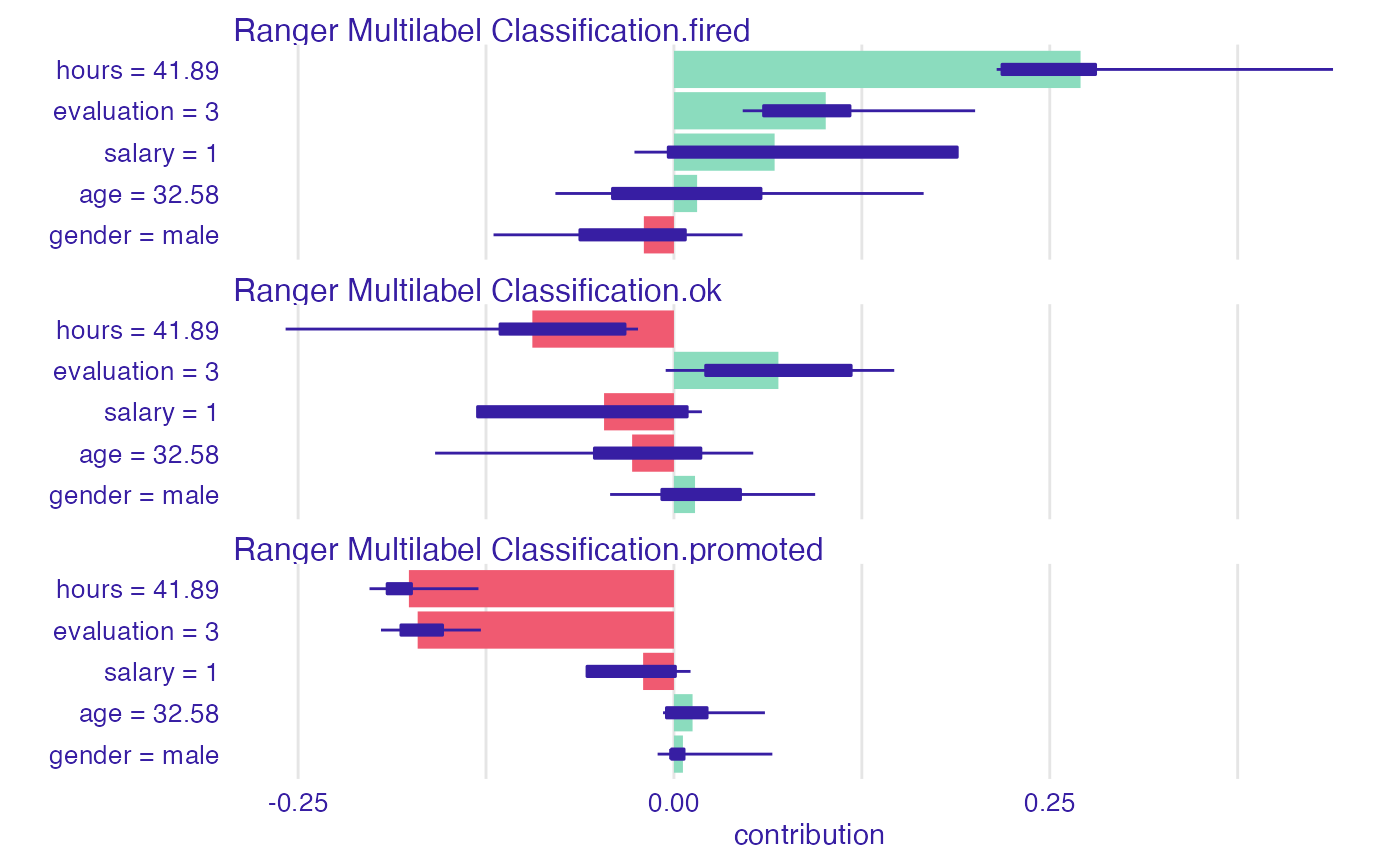 Ranger Multilabel Classification.fired
hours = 41.89
evaluation = 3
salary = 1
age = 32.58
gender = male
Ranger Multilabel Classification.ok
hours = 41.89
evaluation = 3
salary = 1
age = 32.58
gender = male
Ranger Multilabel Classification.promoted
hours = 41.89
evaluation = 3
salary = 1
age = 32.58
gender = male
-0.25 0.00 0.25
contribution